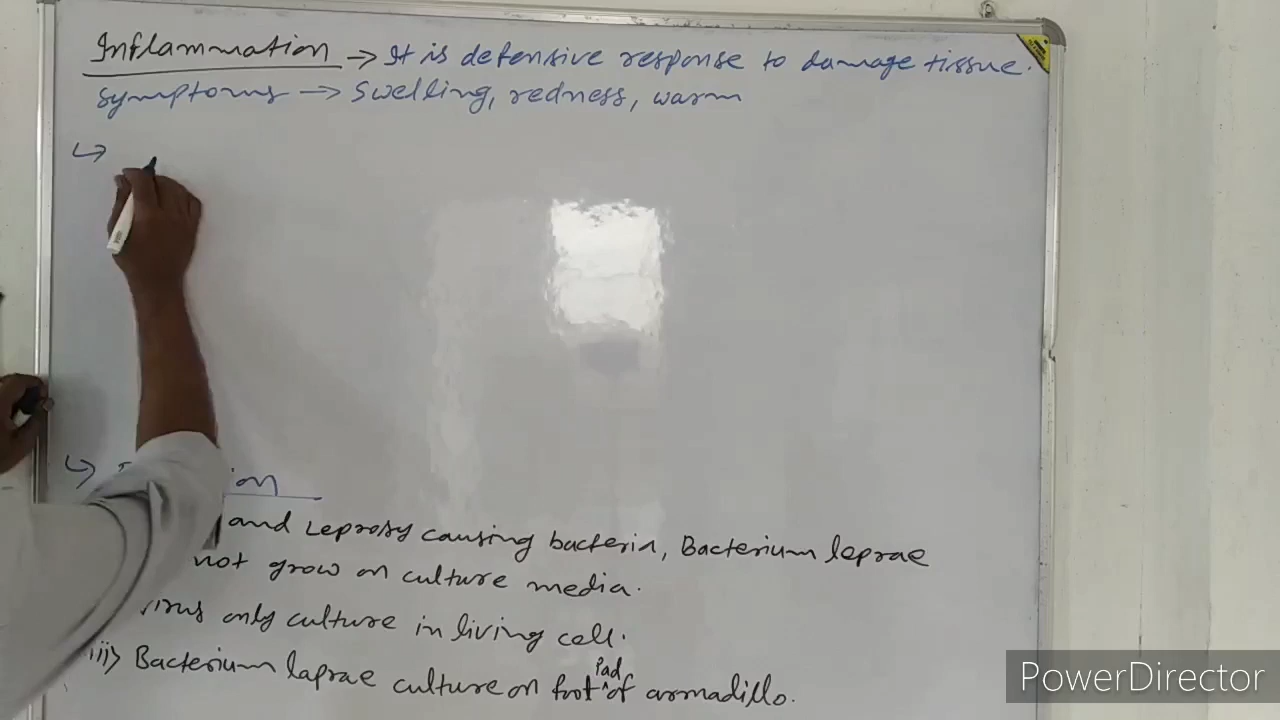 Inflammation → It is defensive response to damage tissue.
Symptoms → Swelling, redness, warm
↳
↳
and Leprosy causing bacteria, Bacterium leprae
not grow on culture media.
virus only culture in living cell.
iii> Bacterium laprae culture on foot Pad of armadillo.
PowerDirector